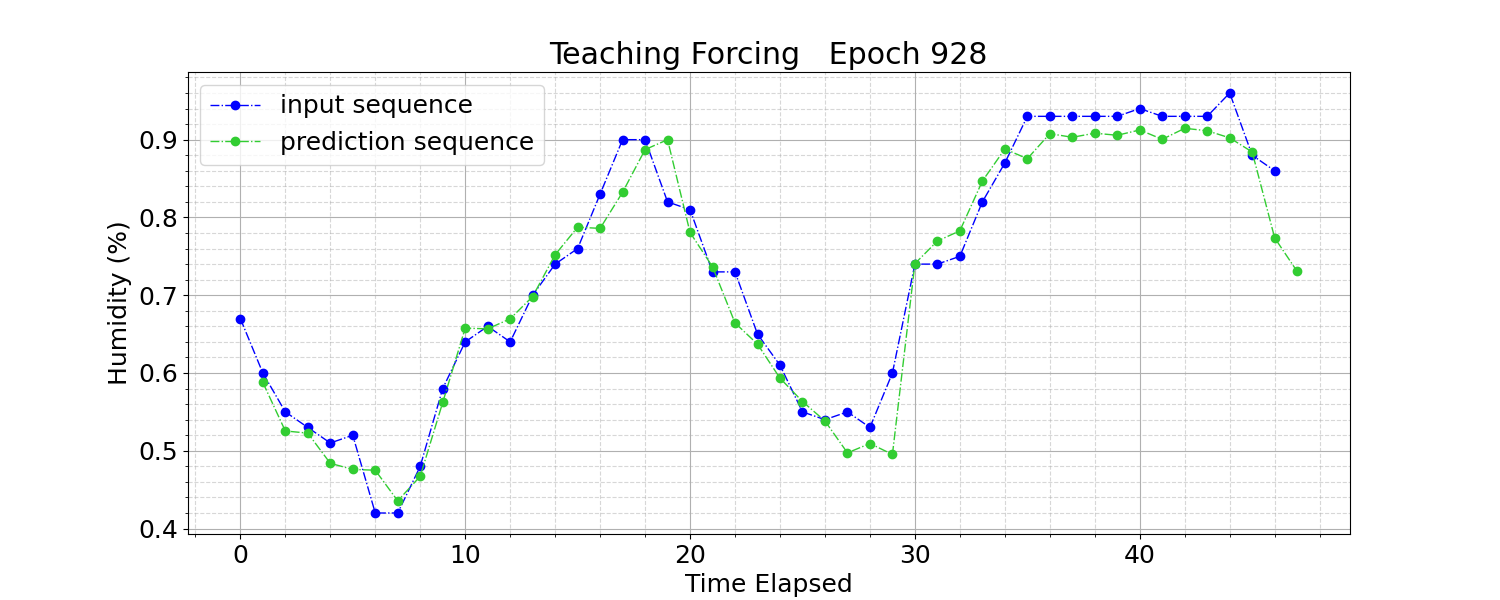 Teaching Forcing   Epoch 928
input sequence
prediction sequence
Humidity (%)
0.9
0.8
0.7
0.6
0.5
0.4
0 10 20 30 40
Time Elapsed